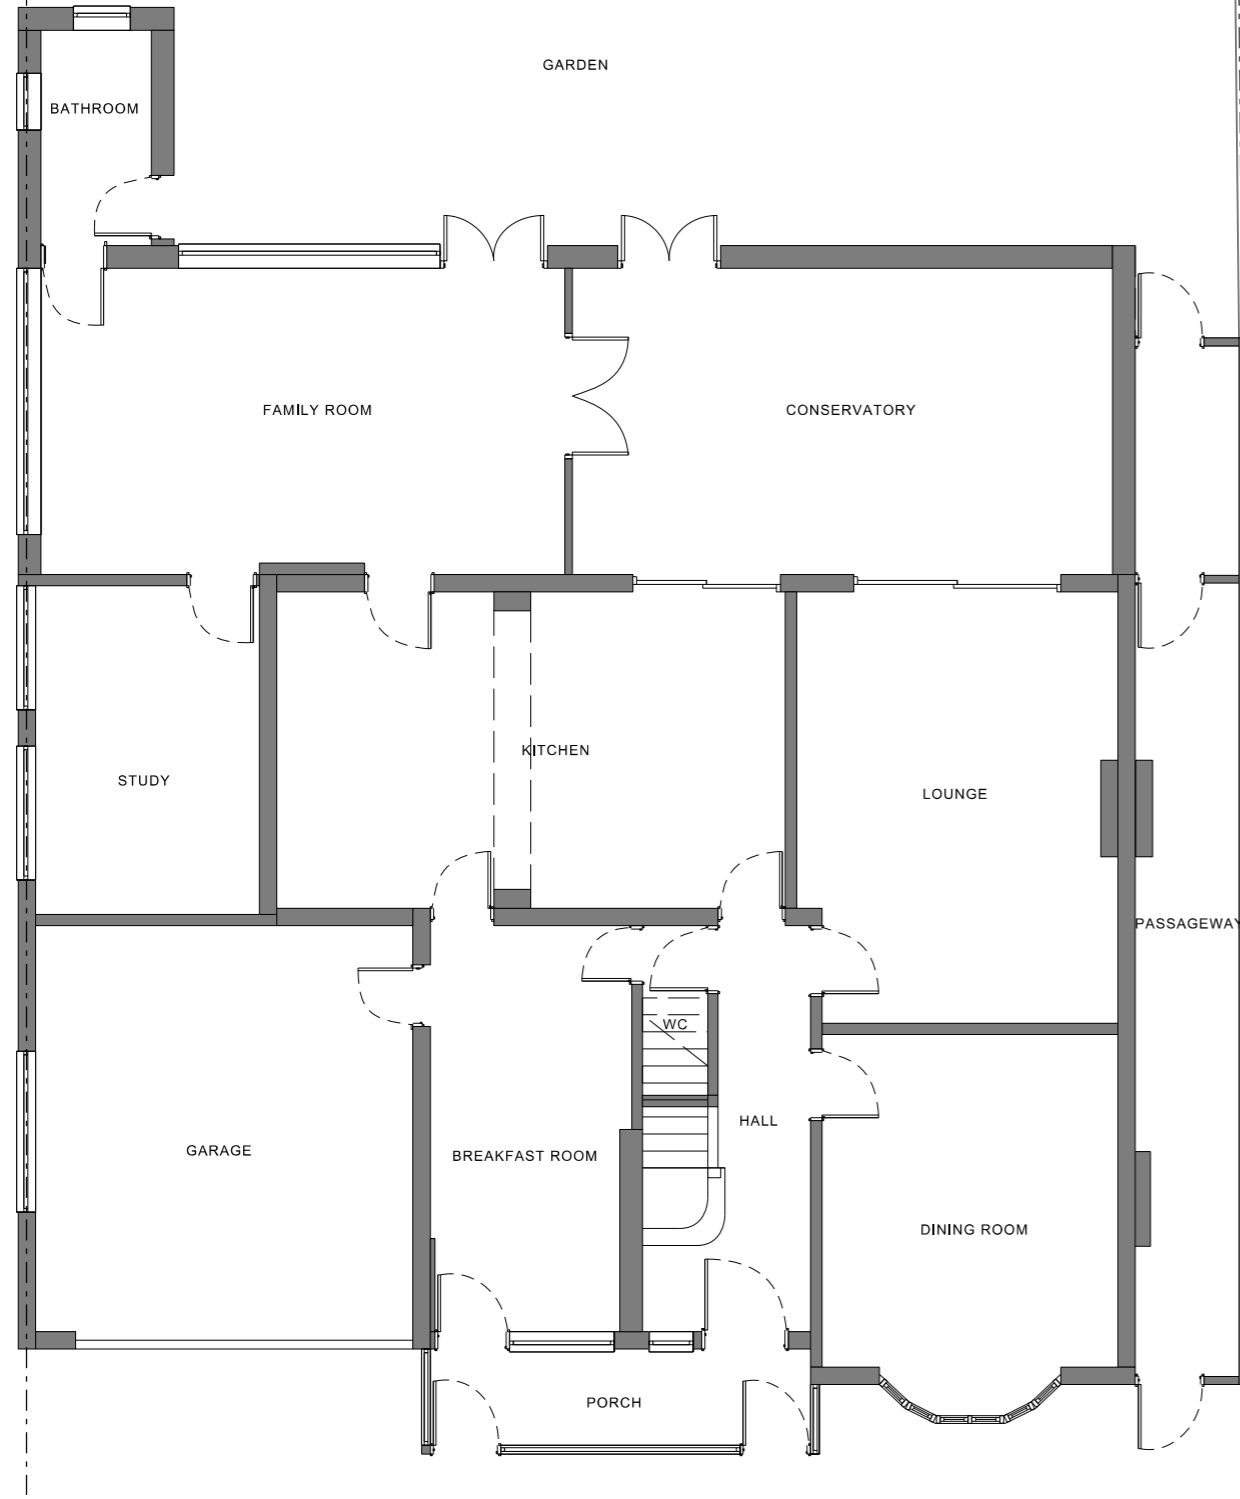 GARDEN
BATHROOM
FAMILY ROOM
CONSERVATORY
KITCHEN
STUDY
LOUNGE
PASSAGEWAY
WC
HALL
GARAGE
BREAKFAST ROOM
DINING ROOM
PORCH